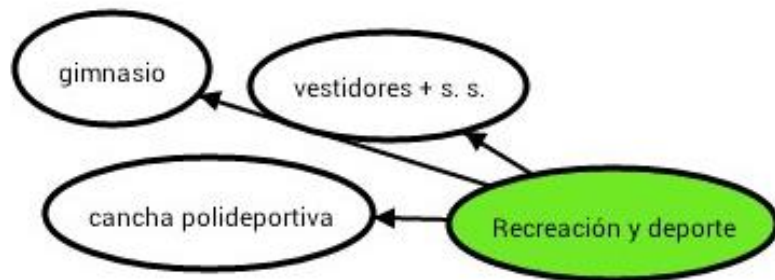 gimnasio
vestidores + s. s.
cancha polideportiva
Recreación y deporte